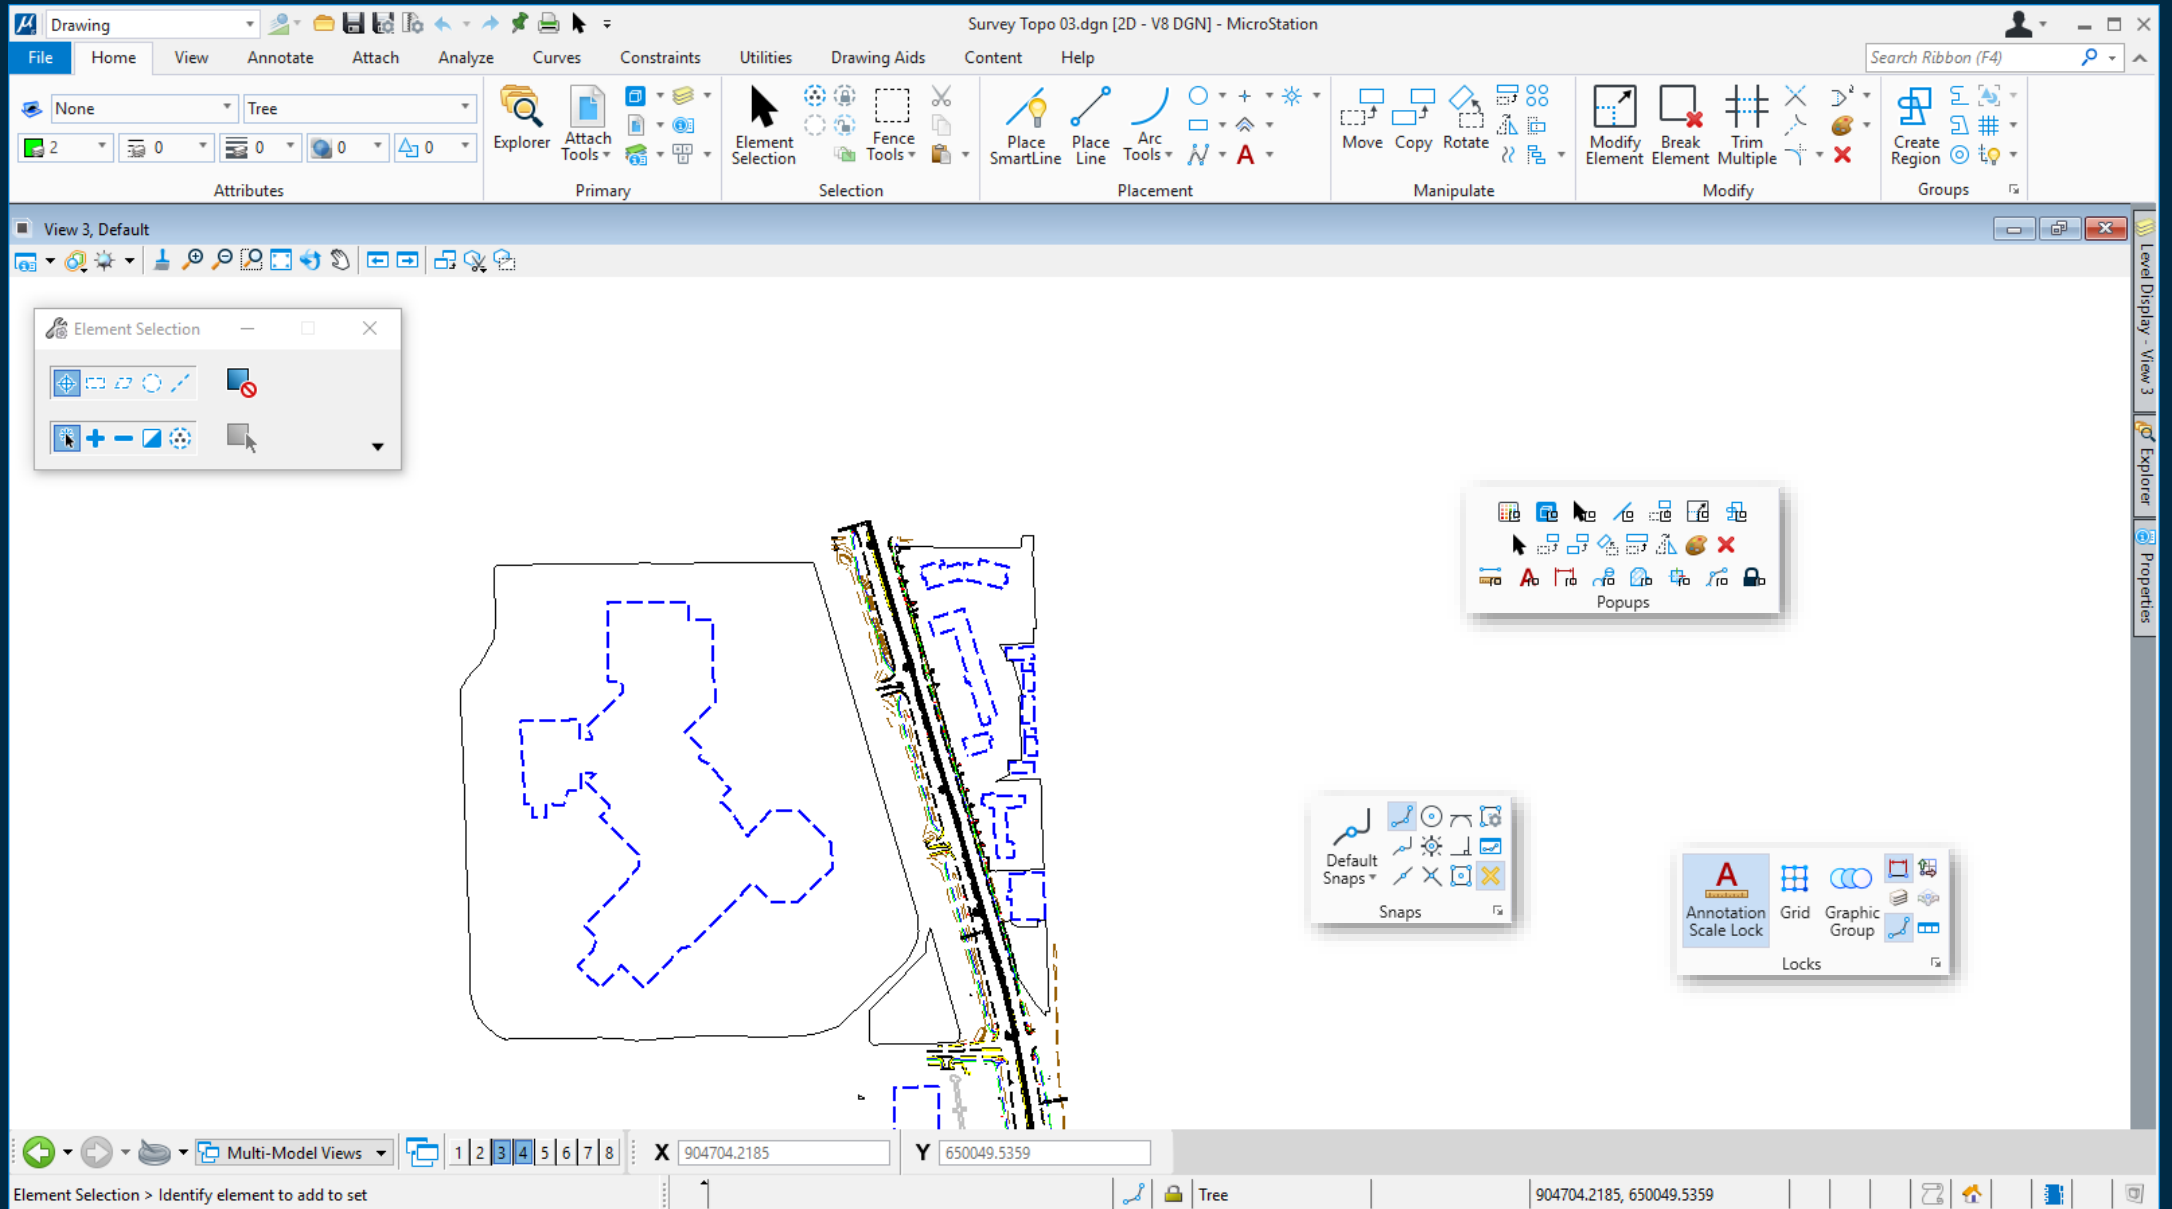 Drawing
Survey Topo 03.dgn [2D - V8 DGN] - MicroStation
File Home View Annotate Attach Analyze Curves Constraints Utilities Drawing Aids Content Help
Search Ribbon (F4)
None Tree
2 0 0 0 0
Attributes
Explorer
Attach
Tools
Primary
Element
Selection
Fence
Tools
Selection
Place
SmartLine
Place
Line
Arc
Tools
A
Placement
Move Copy Rotate
Manipulate
Modify
Element
Break
Element
Trim
Multiple
Modify
Create
Region
Groups
View 3, Default
Level Display - View 3
Explorer
Properties
Element Selection
Popups
Default
Snaps
Snaps
A
Annotation
Scale Lock
Grid
Graphic
Group
Locks
Multi-Model Views
1 2 3 4 5 6 7 8
X 904704.2185
Y 650049.5359
Element Selection > Identify element to add to set
Tree
904704.2185, 650049.5359